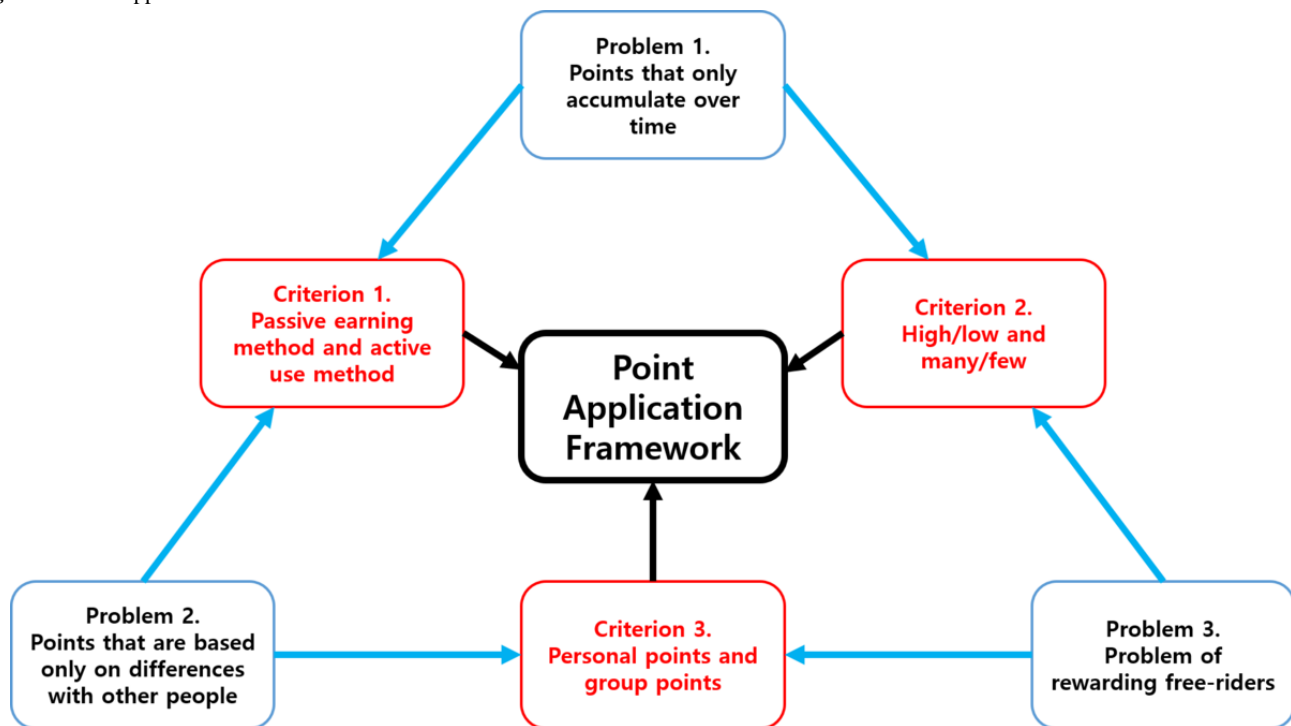 Problem 1.
Points that only
accumulate over
time
Criterion 1.
Passive earning
method and active
use method
Criterion 2.
High/low and
many/few
Point
Application
Framework
Problem 2.
Points that are based
only on differences
with other people
Criterion 3.
Personal points and
group points
Problem 3.
Problem of
rewarding free-riders